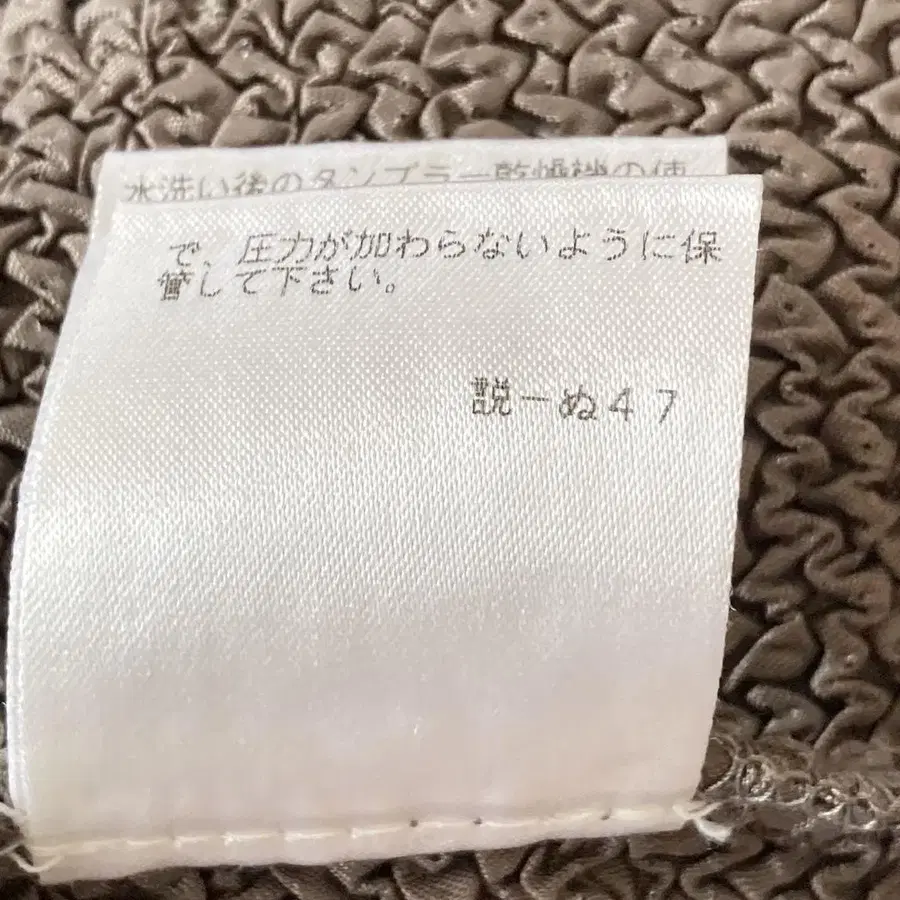 水洗い後のタンブラー乾燥機の使
で、圧力が加わらないように保
管して下さい。
説ーぬ47